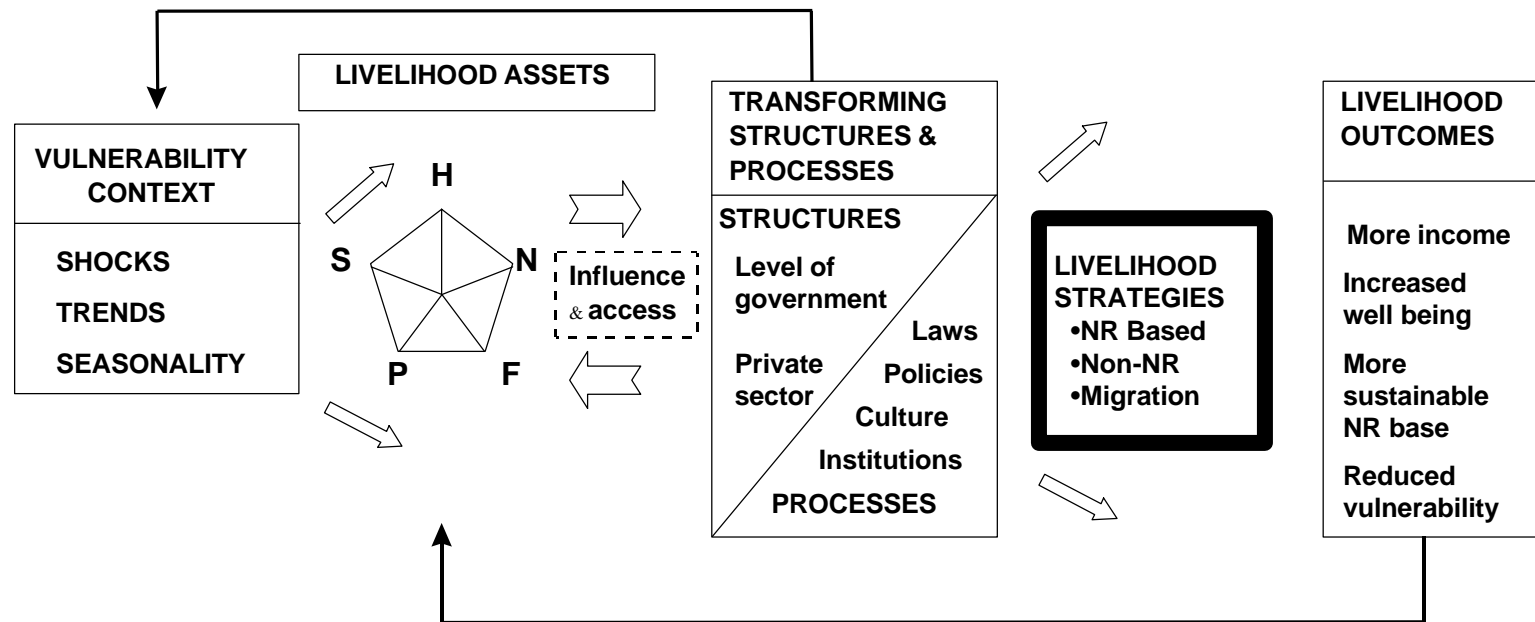 LIVELIHOOD ASSETS
VULNERABILITY
CONTEXT
SHOCKS
TRENDS
SEASONALITY
H
S
N
P
F
Influence
& access
TRANSFORMING
STRUCTURES &
PROCESSES
STRUCTURES
Level of
government
Private
sector
Laws
Policies
Culture
Institutions
PROCESSES
LIVELIHOOD
STRATEGIES
•NR Based
•Non-NR
•Migration
LIVELIHOOD
OUTCOMES
More income
Increased
well being
More
sustainable
NR base
Reduced
vulnerability